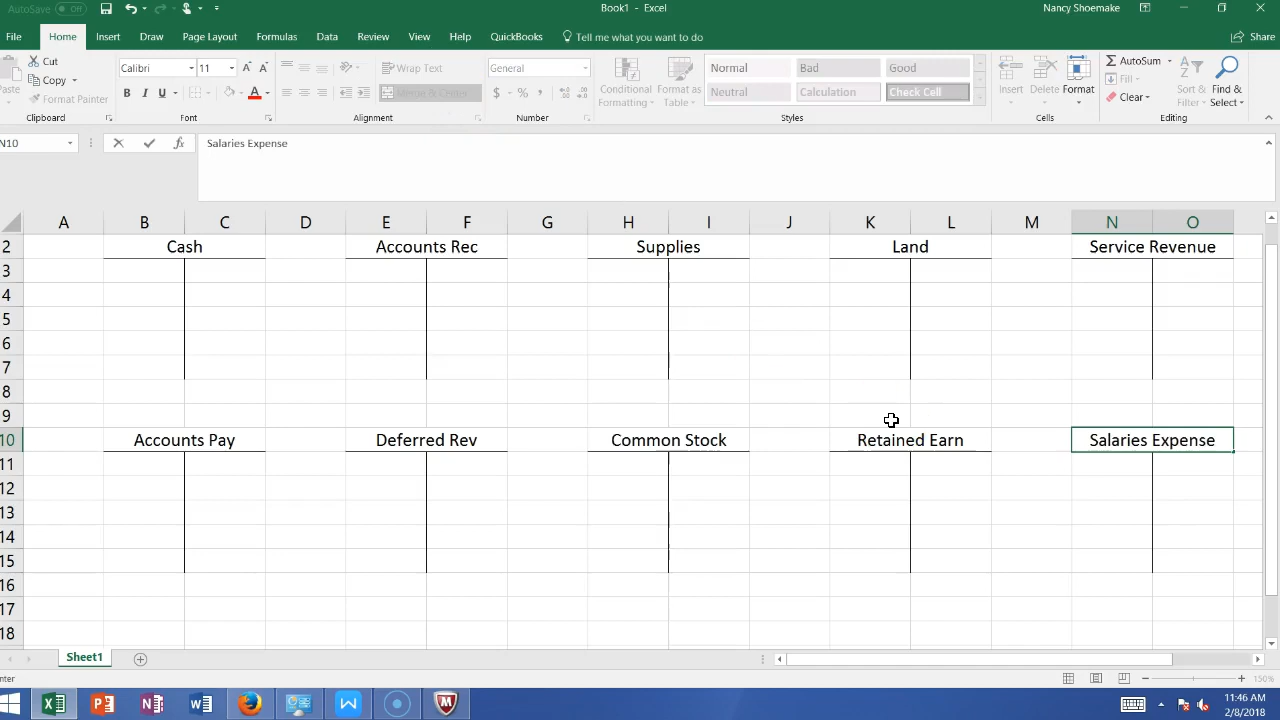 AutoSave Off
Book1 - Excel
Nancy Shoemake
File Home Insert Draw Page Layout Formulas Data Review View Help QuickBooks Tell me what you want to do Share
Cut
Copy
Format Painter
Clipboard
Calibri 11
B I U A
Font
Wrap Text
Merge & Center
Alignment
General
$ % ,
Number
Conditional Formatting
Format as Table
Normal Bad Good
Neutral Calculation Check Cell
Styles
Insert Delete Format
Cells
AutoSum
Fill
Clear
Sort & Filter
Find & Select
Editing
N10 fx Salaries Expense
A B C D E F G H I J K L M N O
2 Cash Accounts Rec Supplies Land Service Revenue
3
4
5
6
7
8
9
10 Accounts Pay Deferred Rev Common Stock Retained Earn Salaries Expense
11
12
13
14
15
16
17
18
Sheet1
150%
11:46 AM
2/8/2018